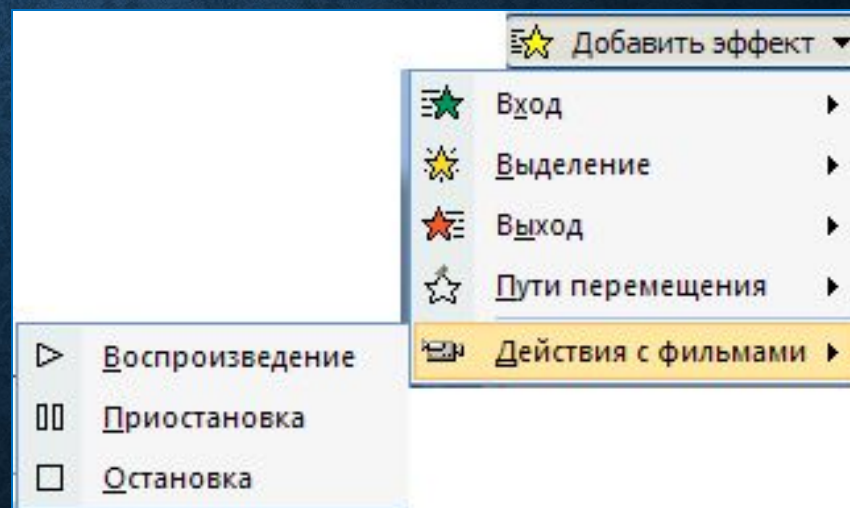 Добавить эффект
Вход
Выделение
Выход
Пути перемещения
Действия с фильмами
Воспроизведение
Приостановка
Остановка